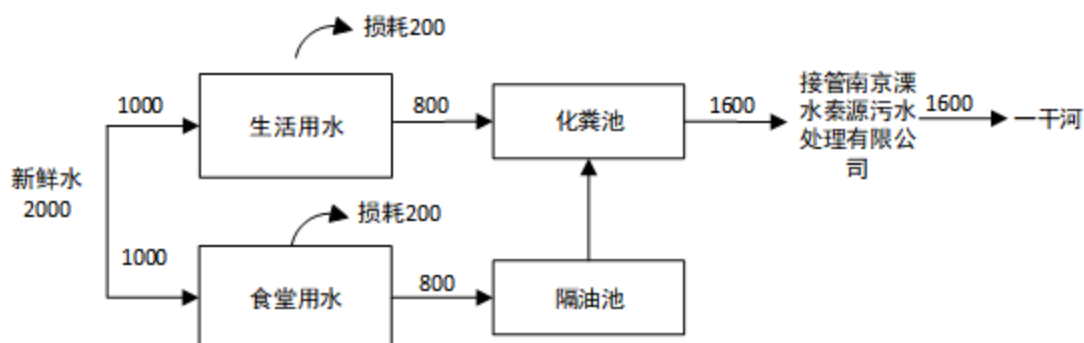 损耗200
1000
生活用水
800
化粪池
1600
接管南京溧
水秦源污水
处理有限公
司
1600
一干河
新鲜水
2000
损耗200
1000
食堂用水
800
隔油池